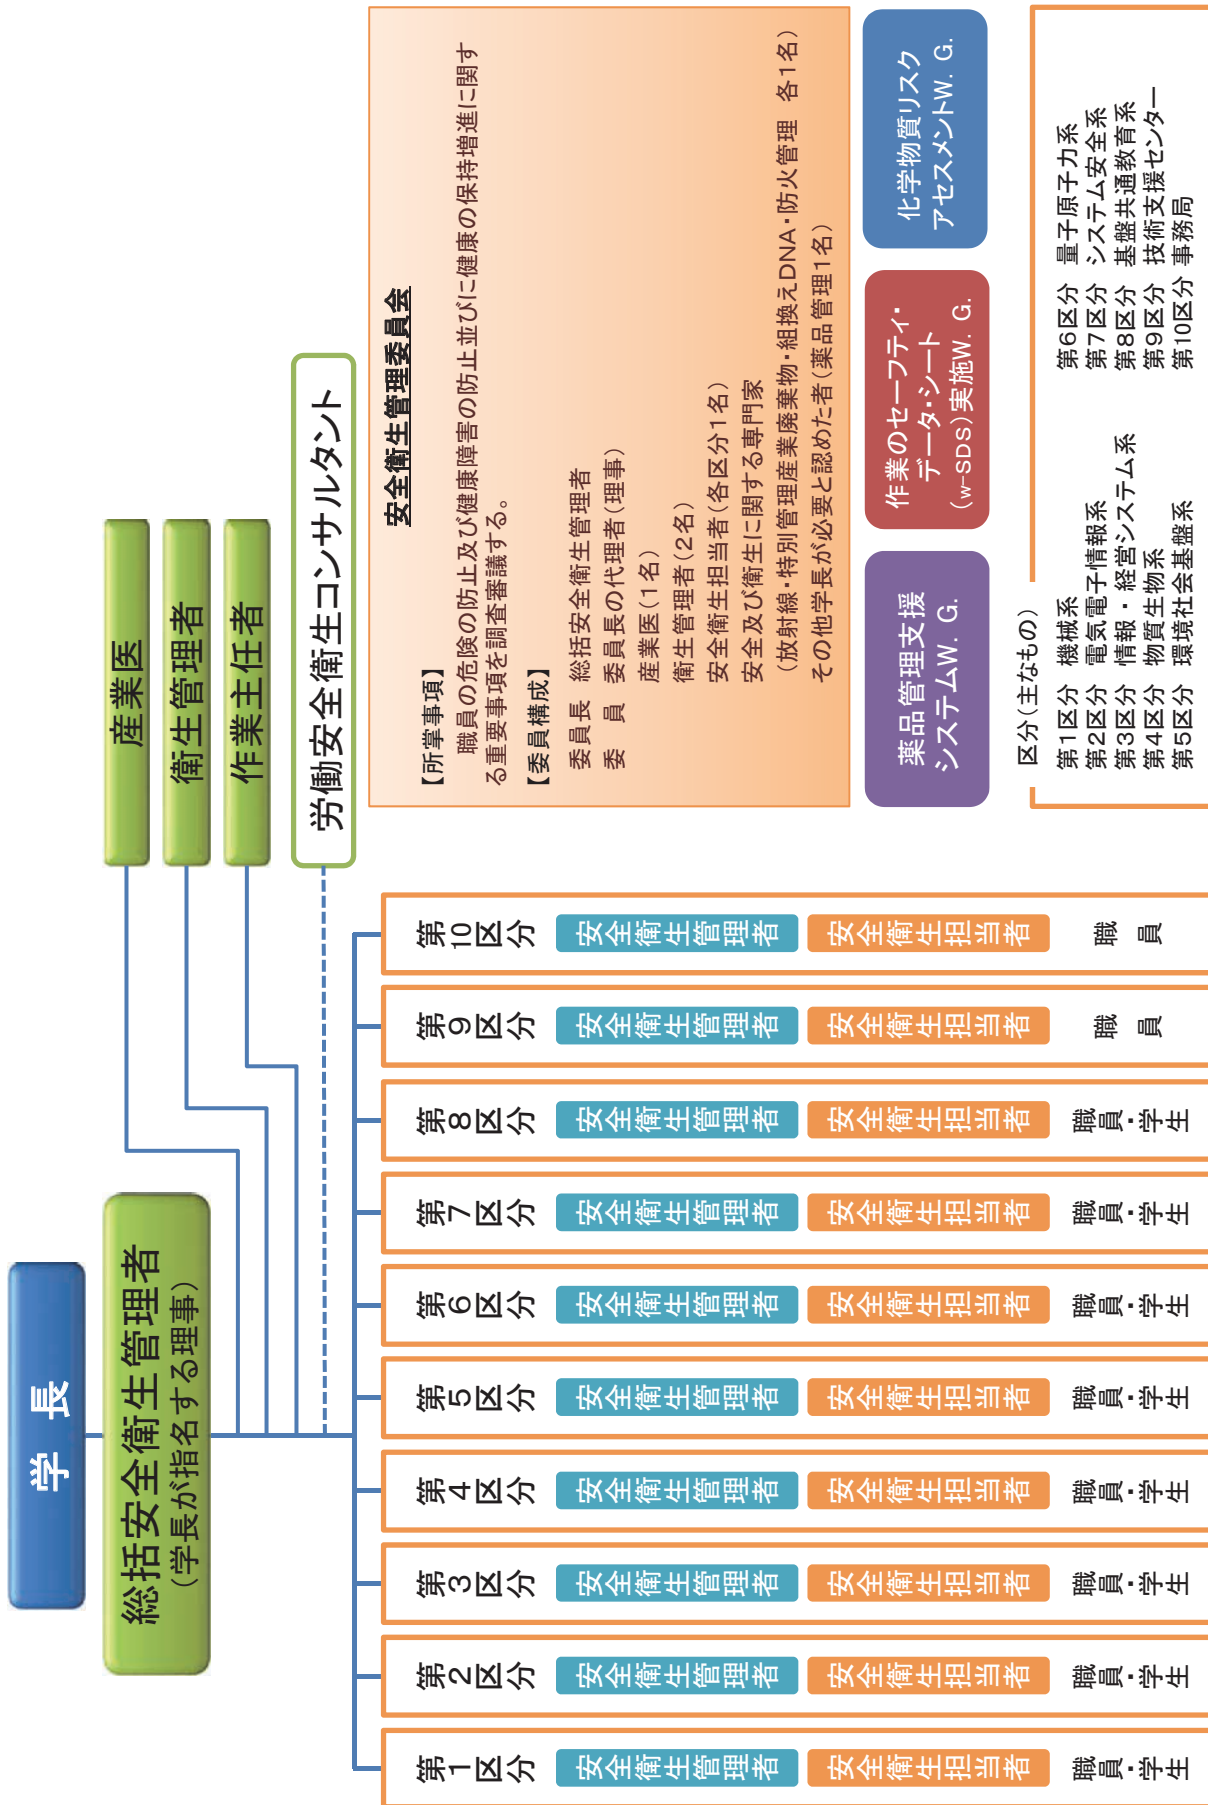 学 長
総括安全衛生管理者
(学長が指名する理事)
産業医
衛生管理者
作業主任者
労働安全衛生コンサルタント
第1区分
安全衛生管理者
安全衛生担当者
職員・学生
第2区分
安全衛生管理者
安全衛生担当者
職員・学生
第3区分
安全衛生管理者
安全衛生担当者
職員・学生
第4区分
安全衛生管理者
安全衛生担当者
職員・学生
第5区分
安全衛生管理者
安全衛生担当者
職員・学生
第6区分
安全衛生管理者
安全衛生担当者
職員・学生
第7区分
安全衛生管理者
安全衛生担当者
職員・学生
第8区分
安全衛生管理者
安全衛生担当者
職員・学生
第9区分
安全衛生管理者
安全衛生担当者
職 員
第10区分
安全衛生管理者
安全衛生担当者
職 員
安全衛生管理委員会
【所掌事項】
職員の危険の防止及び健康障害の防止並びに健康の保持増進に関す
る重要事項を調査審議する。
【委員構成】
委員長 総括安全衛生管理者
委 員 委員長の代理者(理事)
産業医(1名)
衛生管理者(2名)
安全衛生担当者(各区分1名)
安全及び衛生に関する専門家
(放射線・特別管理産業廃棄物・組換えDNA・防火管理 各1名)
その他学長が必要と認めた者(薬品管理1名)
薬品管理支援
システムW. G.
作業のセーフティ・
データ・シート
(w-SDS)実施W. G.
化学物質リスク
アセスメントW. G.
区分(主なもの)
第1区分 機械系 第6区分 量子原子力系
第2区分 電気電子情報系 第7区分 システム安全系
第3区分 情報・経営システム系 第8区分 基盤共通教育系
第4区分 物質生物系 第9区分 技術支援センター
第5区分 環境社会基盤系 第10区分 事務局